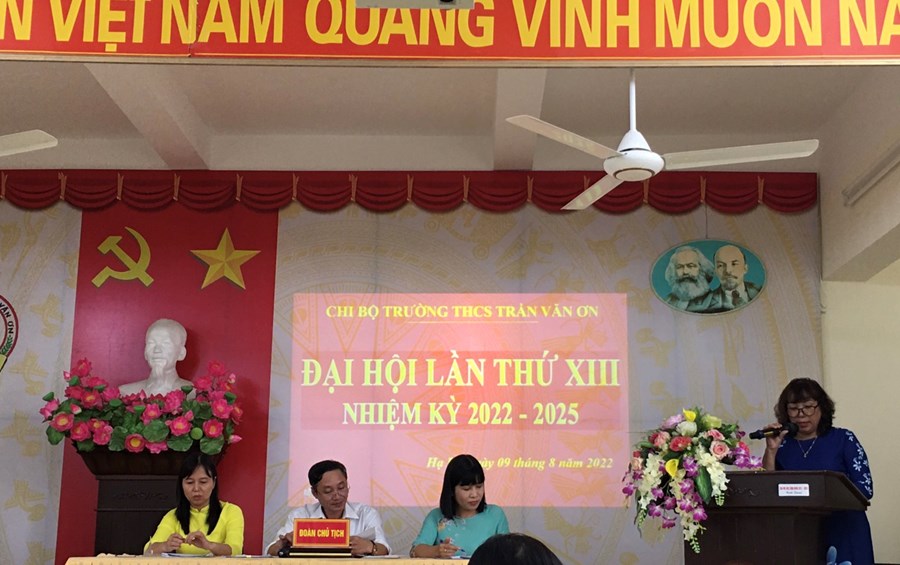 VIỆT NAM QUANG VINH MUÔN NĂ
CHI BỘ TRƯỜNG THCS TRẦN VĂN ƠN
ĐẠI HỘI LẦN THỨ XIII
NHIỆM KỲ 2022 - 2025
Hạ ngày 09 tháng 8 năm 2022
ĐOÀN CHỦ TỊCH